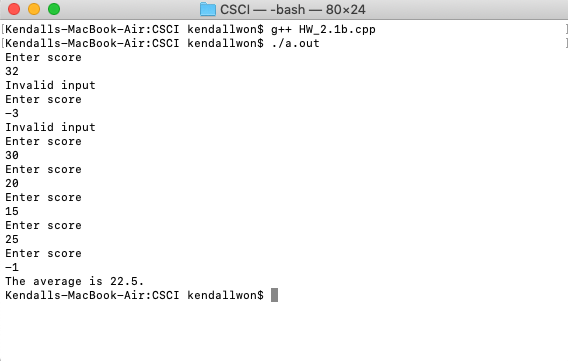 CSCI — -bash — 80×24
[Kendalls-MacBook-Air:CSCI kendallwon$ g++ HW_2.1b.cpp ]
[Kendalls-MacBook-Air:CSCI kendallwon$ ./a.out ]
Enter score
32
Invalid input
Enter score
-3
Invalid input
Enter score
30
Enter score
20
Enter score
15
Enter score
25
Enter score
-1
The average is 22.5.
Kendalls-MacBook-Air:CSCI kendallwon$